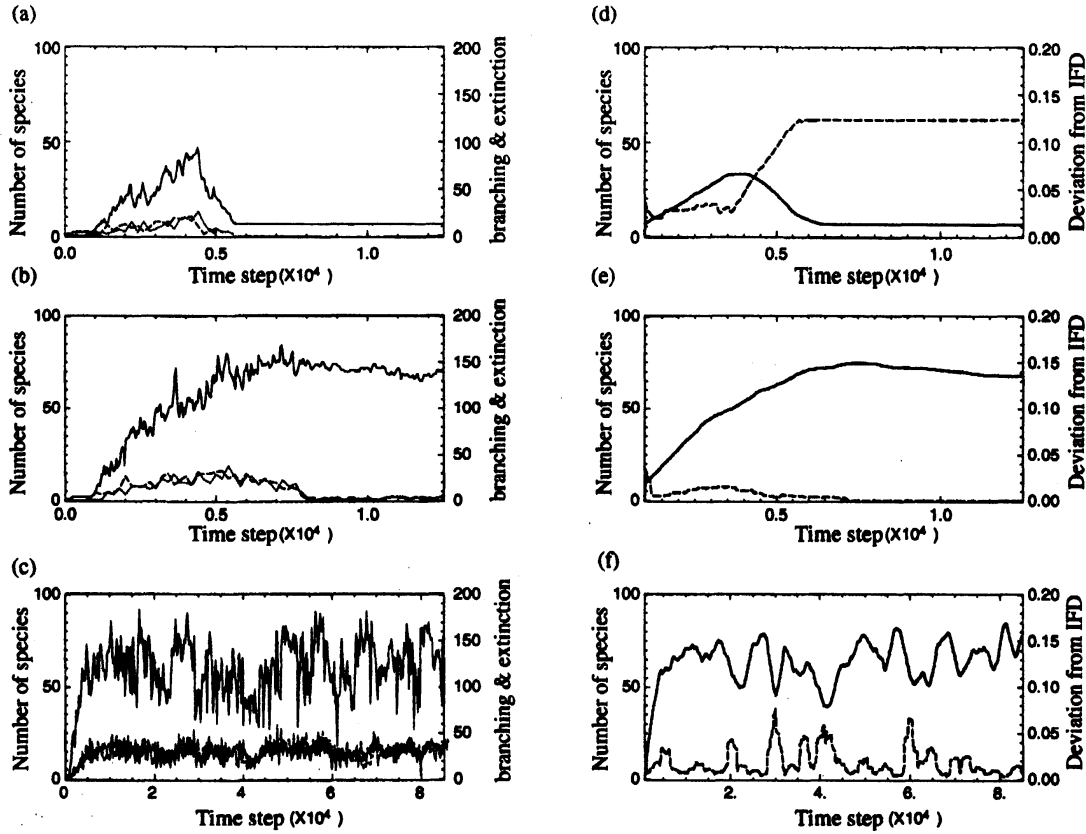 (a)
100
50
0
Number of species
200
150
100
50
0
branching & extinction
0.0
0.5
1.0
Time step (X10⁴ )
(b)
100
50
0
Number of species
200
150
100
50
0
branching & extinction
0.0
0.5
1.0
Time step (X10⁴ )
(c)
100
50
0
Number of species
200
150
100
50
0
branching & extinction
0
2
4
6
8
Time step (X10⁴ )
(d)
100
50
0
Number of species
0.20
0.15
0.10
0.05
0.00
Deviation from IFD
0.5
1.0
Time step (X10⁴ )
(e)
100
50
0
Number of species
0.20
0.15
0.10
0.05
0.00
Deviation from IFD
0.5
1.0
Time step (X10⁴ )
(f)
100
50
0
Number of species
0.20
0.15
0.10
0.05
0.00
Deviation from IFD
2.
4.
6.
8.
Time step (X10⁴ )